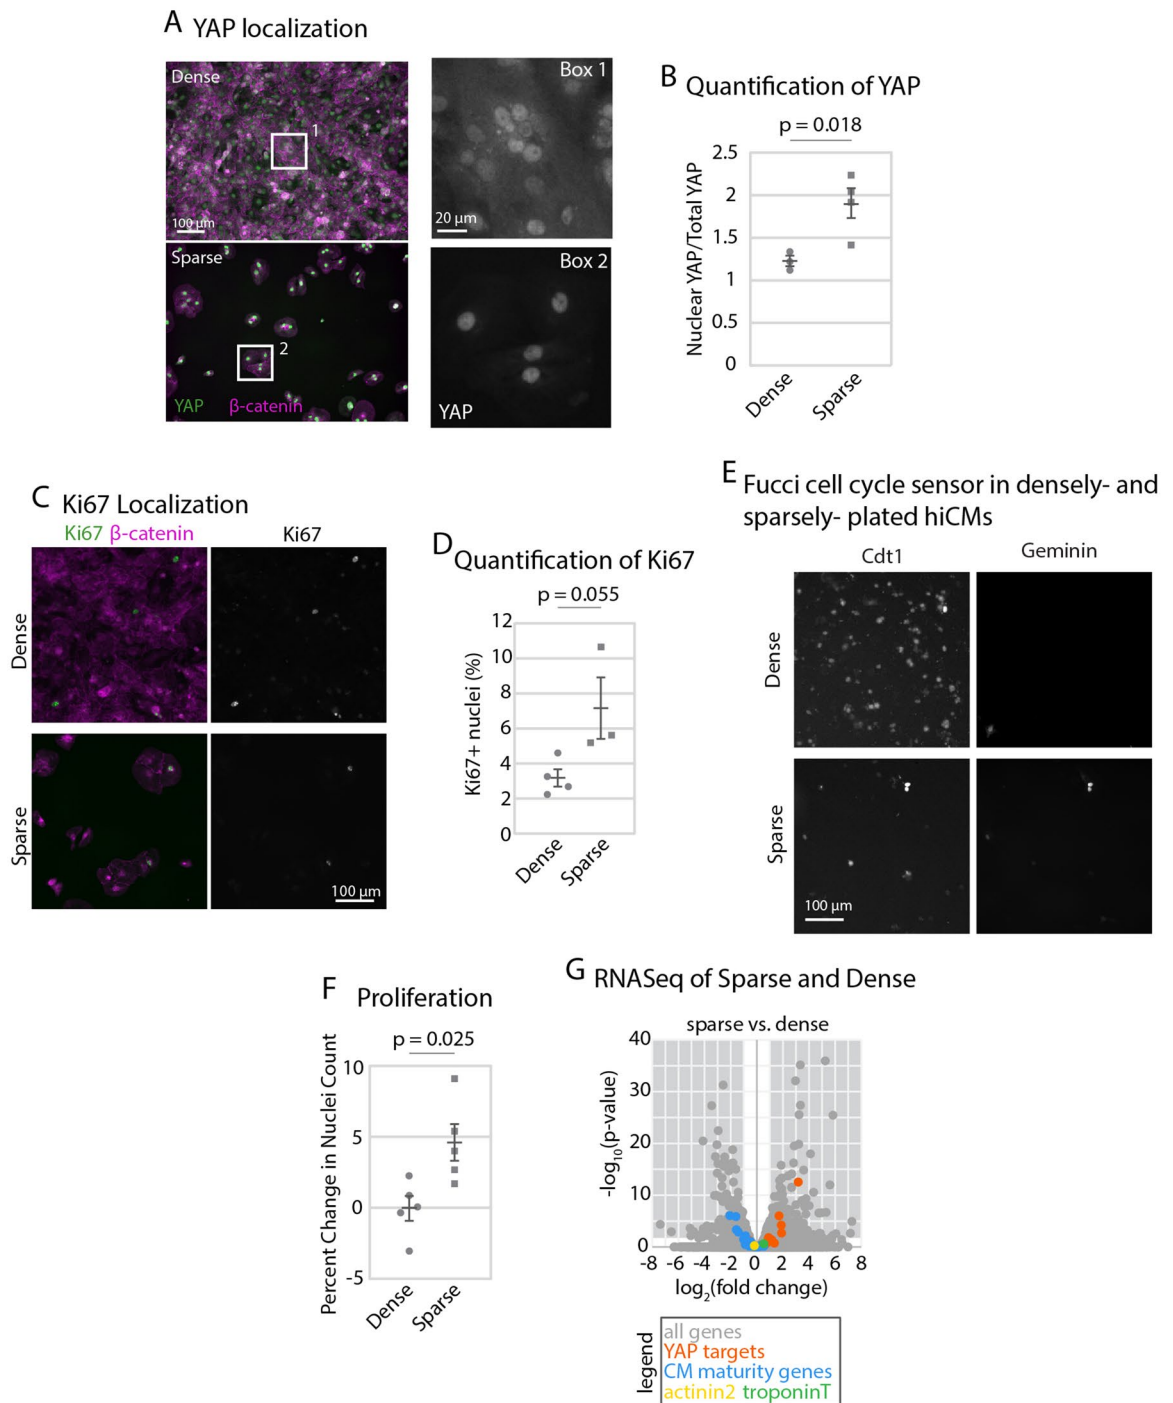 A YAP localization
Dense
1
100 µm
Sparse
2
YAP β-catenin
Box 1
20 µm
Box 2
YAP
B Quantification of YAP
p = 0.018
Nuclear YAP/Total YAP
2.5
2
1.5
1
0.5
0
Dense
Sparse
C Ki67 Localization
Ki67 β-catenin
Ki67
Dense
Sparse
100 µm
D Quantification of Ki67
p = 0.055
Ki67+ nuclei (%)
12
10
8
6
4
2
0
Dense
Sparse
E Fucci cell cycle sensor in densely- and
sparsely- plated hiCMs
Cdt1
Geminin
Dense
Sparse
100 µm
F Proliferation
p = 0.025
Percent Change in Nuclei Count
10
5
0
-5
Dense
Sparse
G RNASeq of Sparse and Dense
sparse vs. dense
-log10(p-value)
40
30
20
10
0
-8 -6 -4 -2 0 2 4 6 8
log2(fold change)
legend
all genes
YAP targets
CM maturity genes
actinin2 troponinT